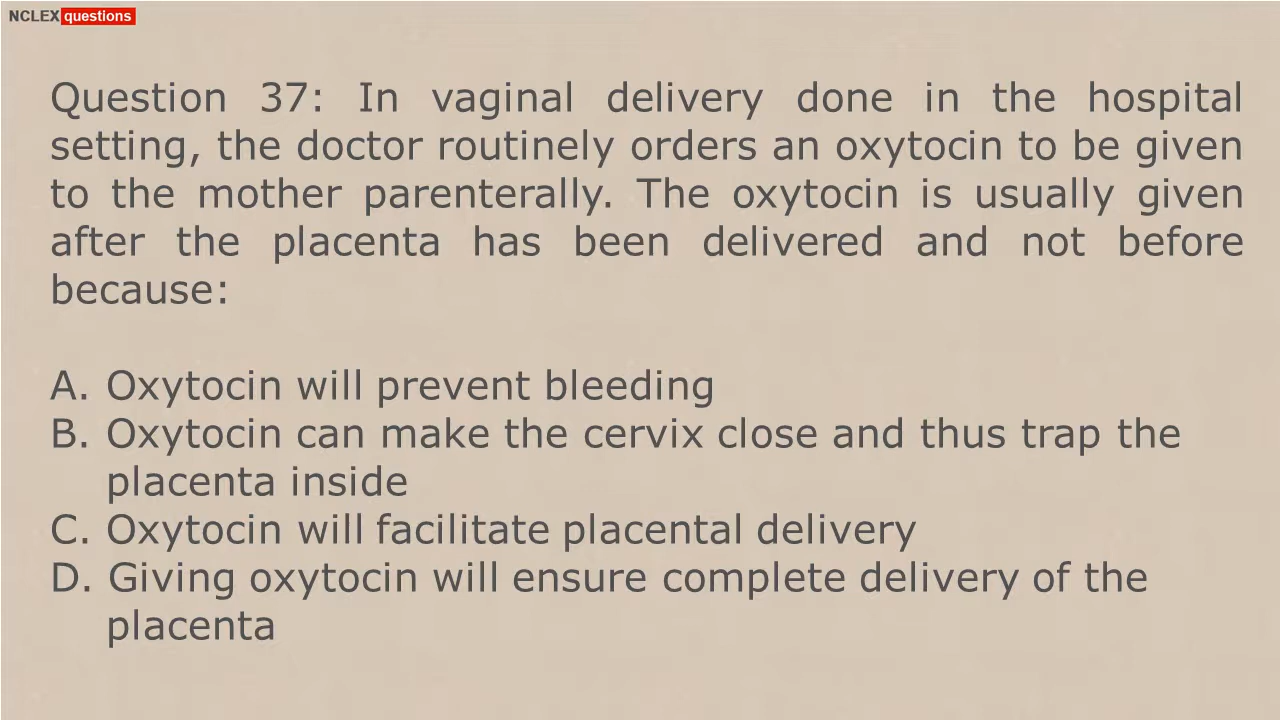 NCLEX questions
Question 37: In vaginal delivery done in the hospital
setting, the doctor routinely orders an oxytocin to be given
to the mother parenterally. The oxytocin is usually given
after the placenta has been delivered and not before
because:
A. Oxytocin will prevent bleeding
B. Oxytocin can make the cervix close and thus trap the
placenta inside
C. Oxytocin will facilitate placental delivery
D. Giving oxytocin will ensure complete delivery of the
placenta